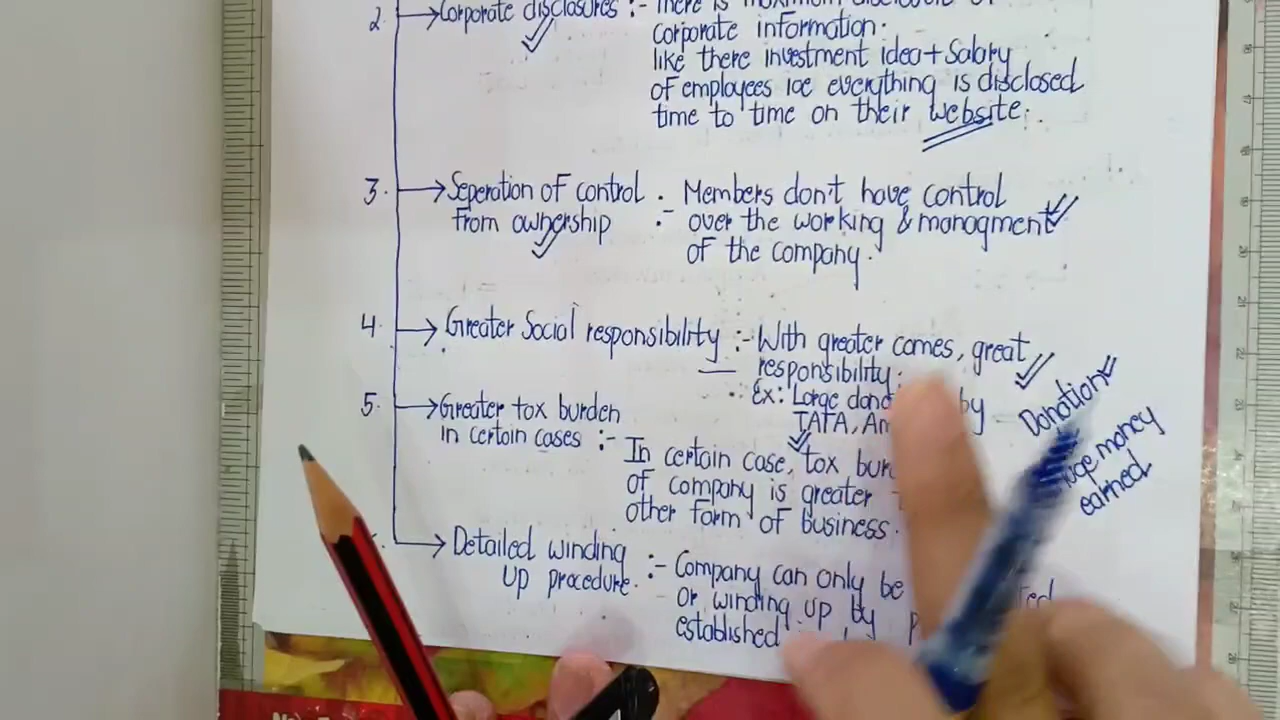 2. Corporate disclosures :- There is maximum
corporate information.
like there investment idea + Salary
of employees ioe everything is disclosed
time to time on their website.
3. Seperation of control
from ownership :- Members don't have control
over the working & managment
of the company.
4. Greater Social responsibility :- With greater comes, great
responsibility.
Ex: Large by
TATA,
Donation
money
earned
5. Greater tax burden
in certain cases :- In certain case, tax
of company is greater
other form of business.
Detailed winding
up procedure. :- Company can only be
or winding up by
established